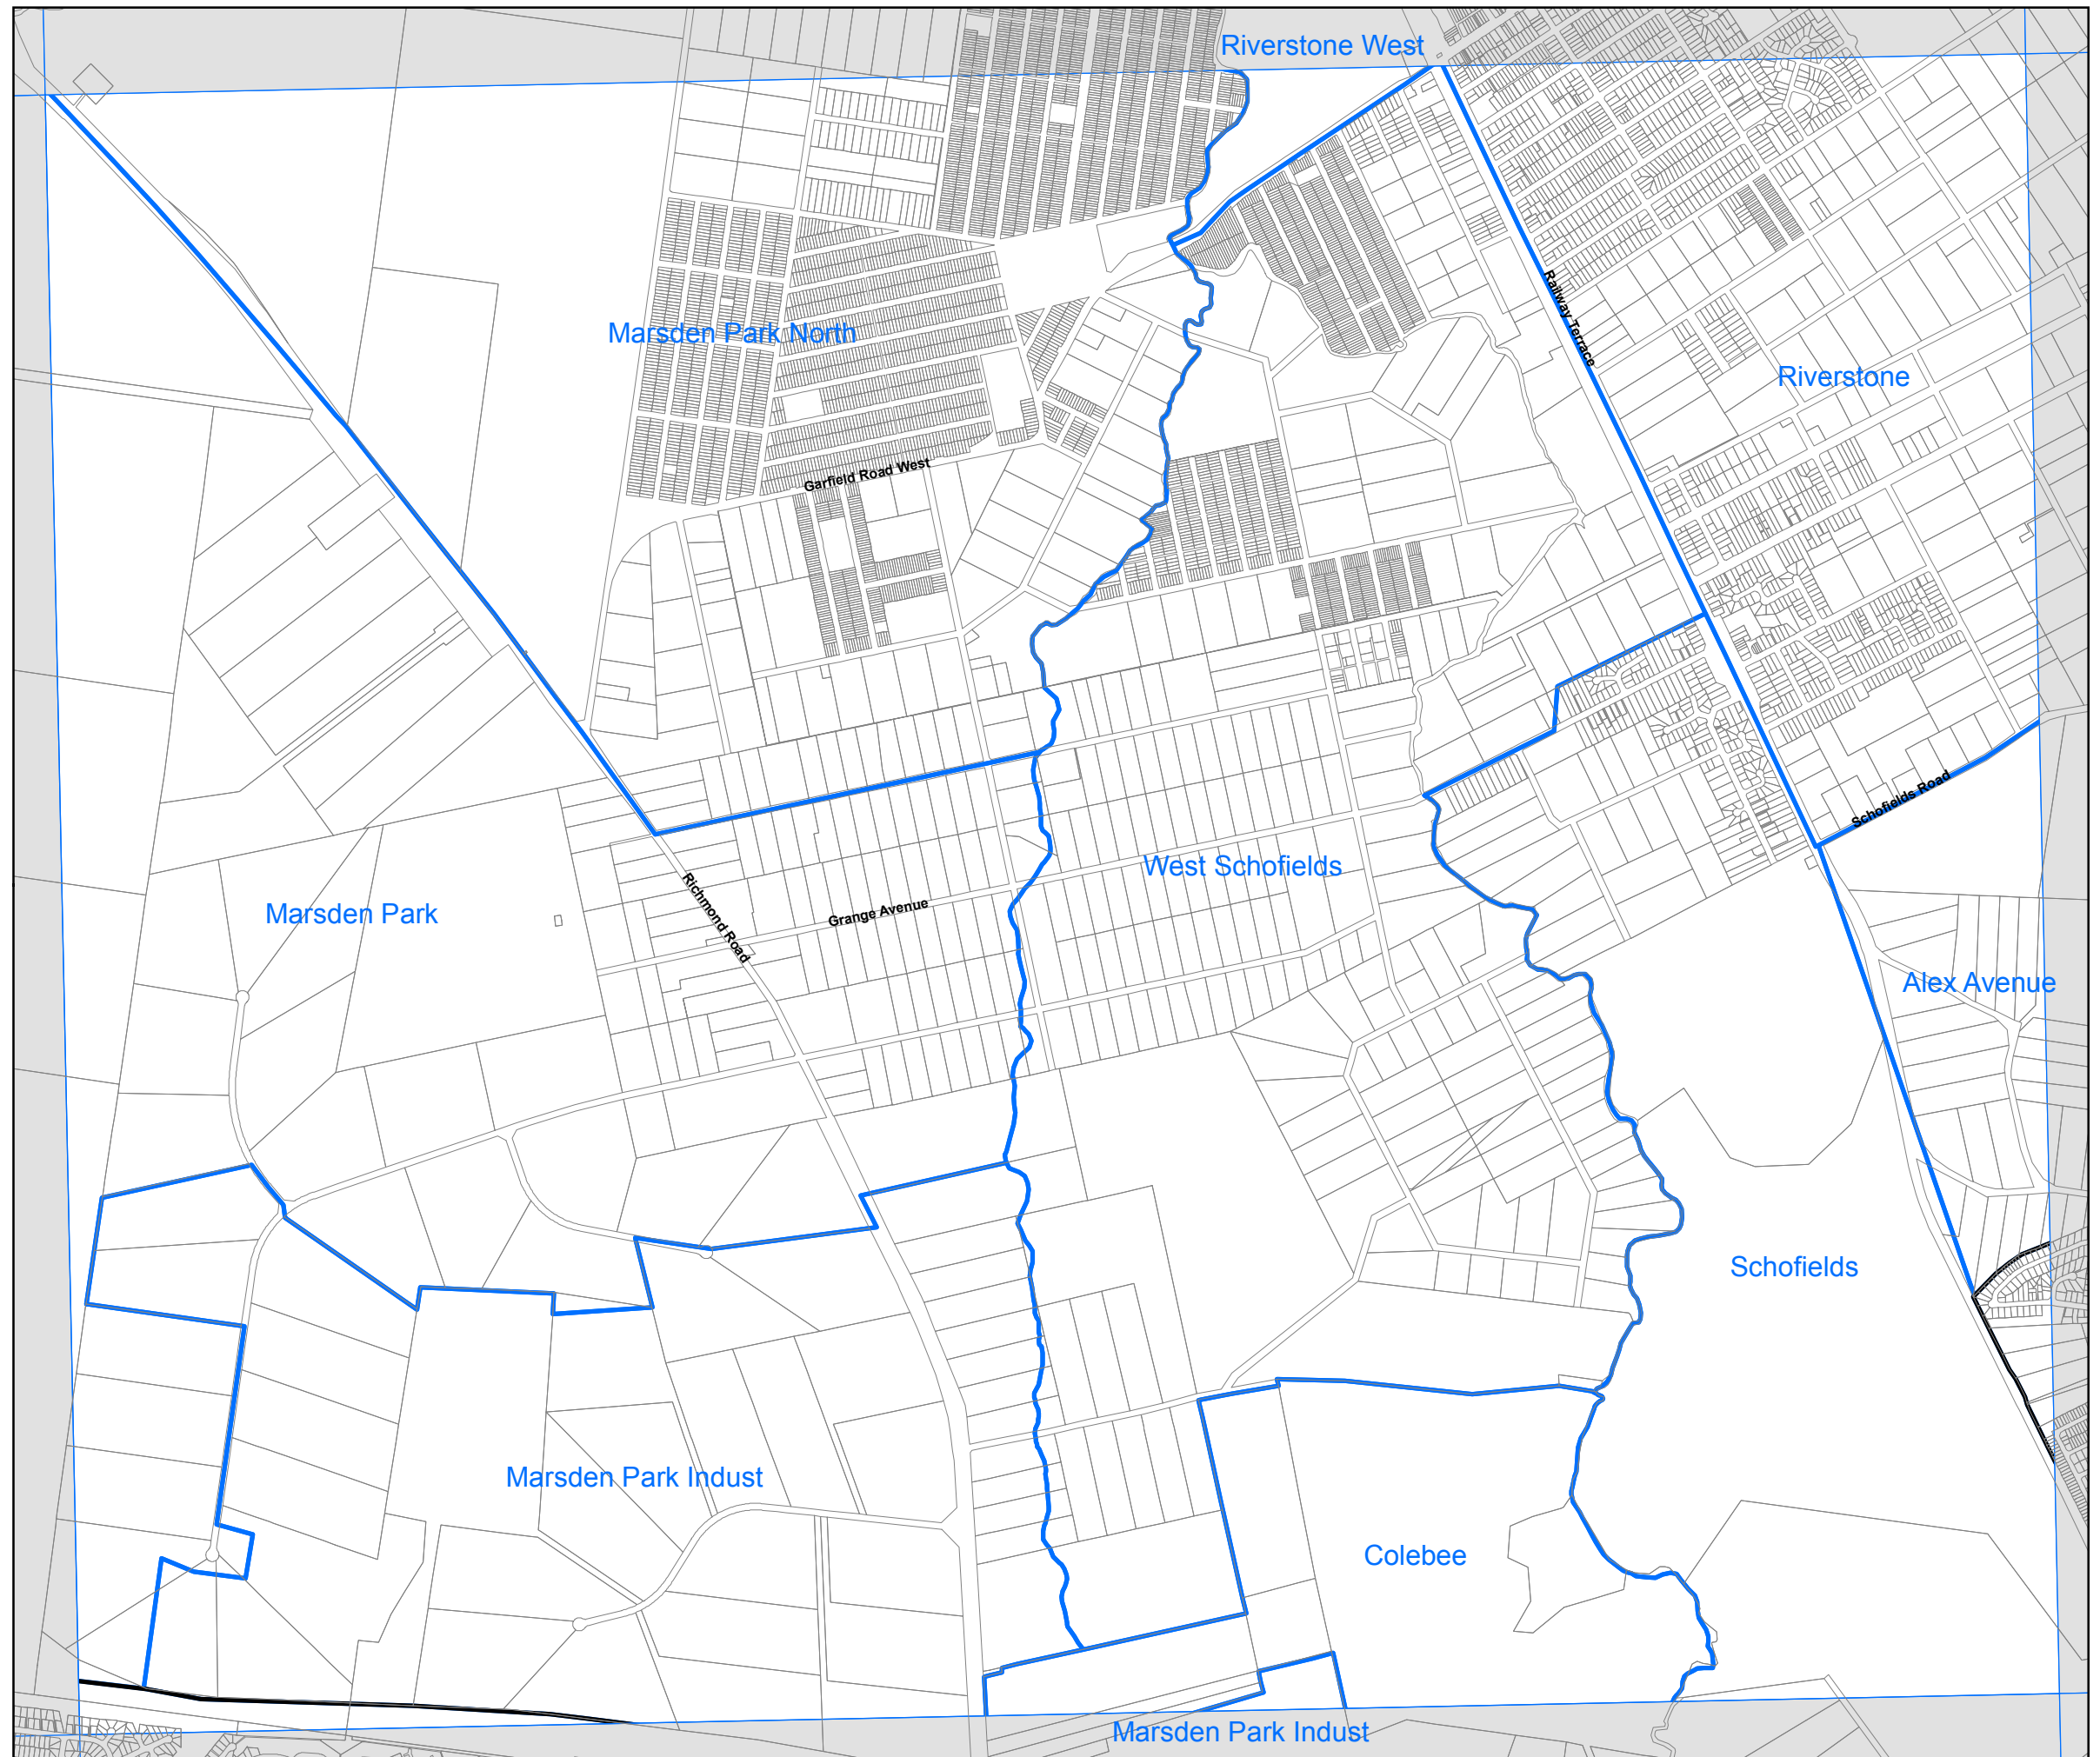 Riverstone West
Railway Terrace
Marsden Park North
Riverstone
Garfield Road West
Schofields Road
West Schofields
Richmond Road
Grange Avenue
Marsden Park
Alex Avenue
Schofields
Marsden Park Indust
Colebee
Marsden Park Indust